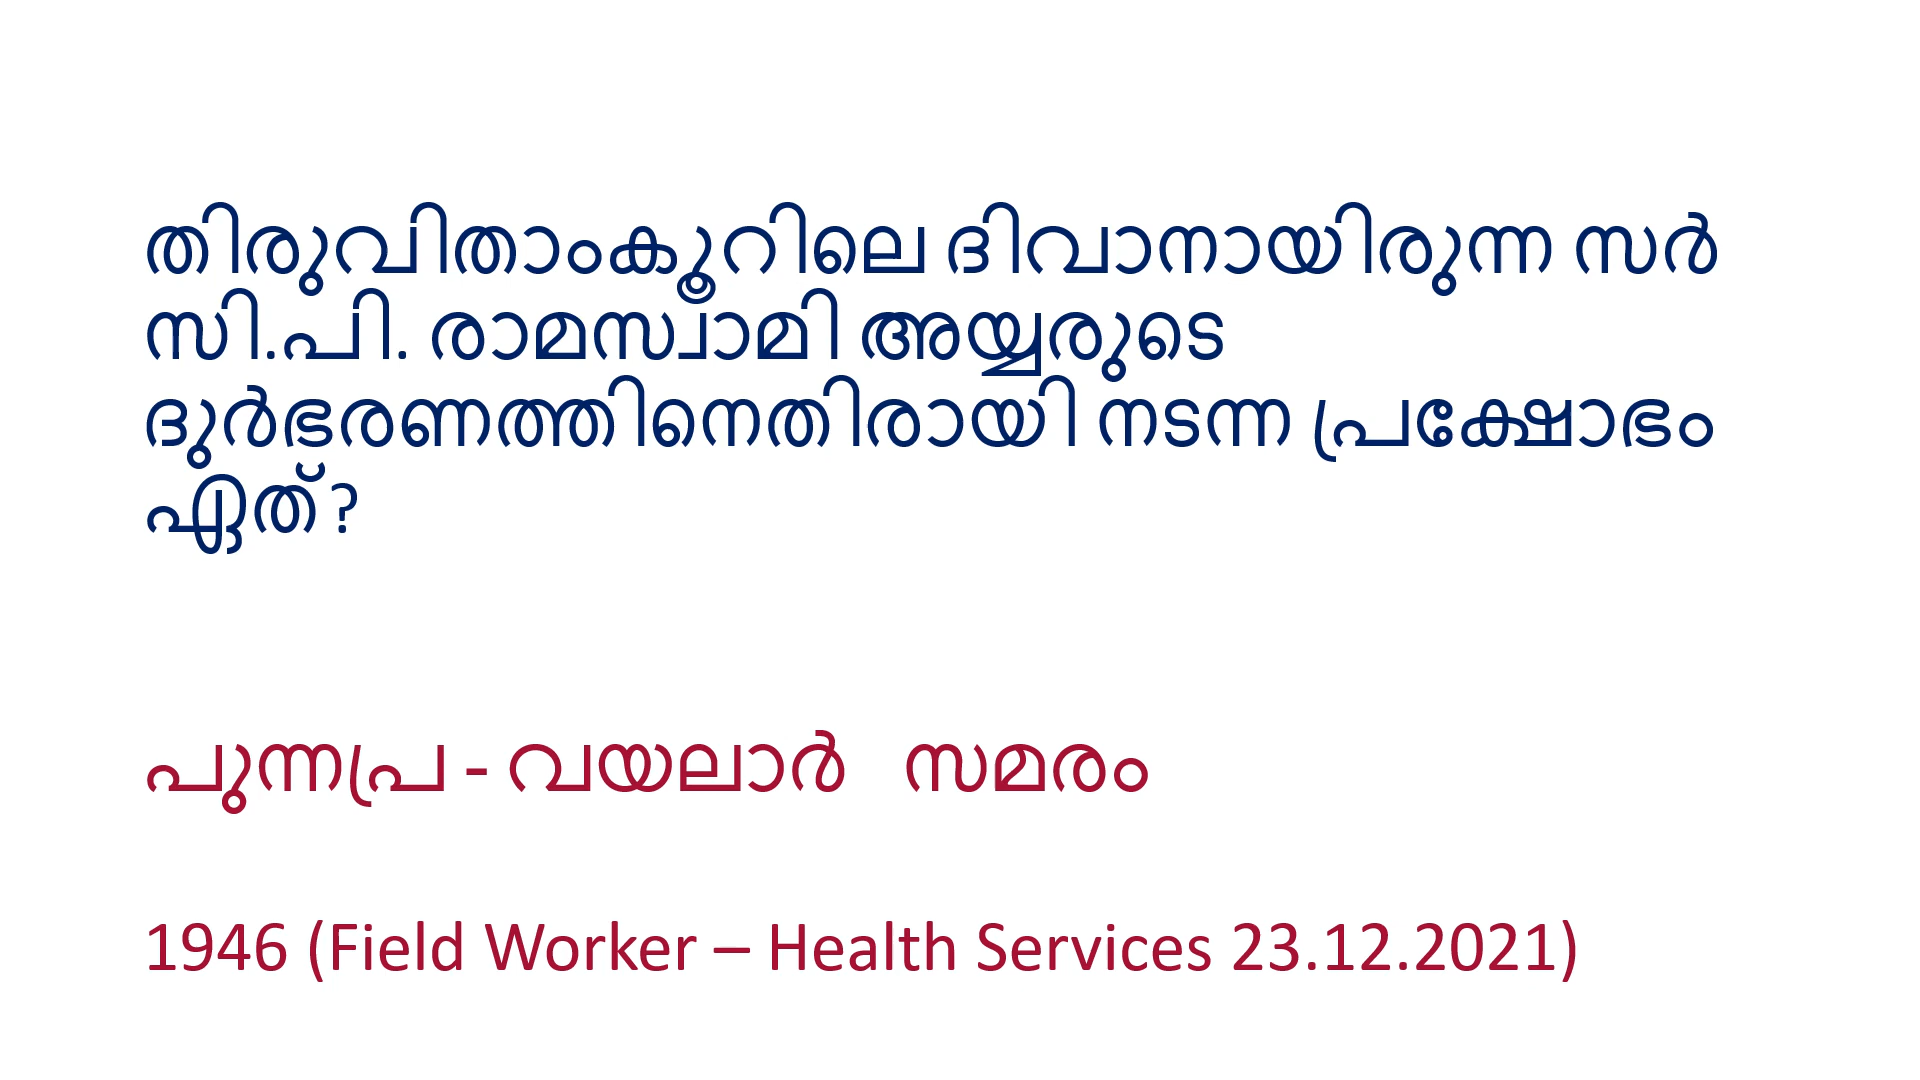 തിരുവിതാംകൂറിലെ ദിവാനായിരുന്ന സർ
സി.പി. രാമസ്വാമി അയ്യരുടെ
ദുർഭരണത്തിനെതിരായി നടന്ന പ്രക്ഷോഭം
ഏത്?
പുന്നപ്ര - വയലാർ സമരം
1946 (Field Worker – Health Services 23.12.2021)